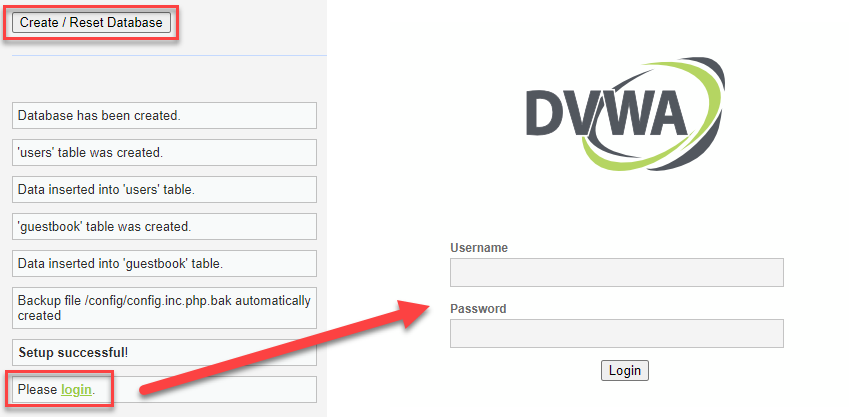 Create / Reset Database
Database has been created.
'users' table was created.
Data inserted into 'users' table.
'guestbook' table was created.
Data inserted into 'guestbook' table.
Backup file /config/config.inc.php.bak automatically
created
Setup successful!
Please login.
DVWA
Username
Password
Login